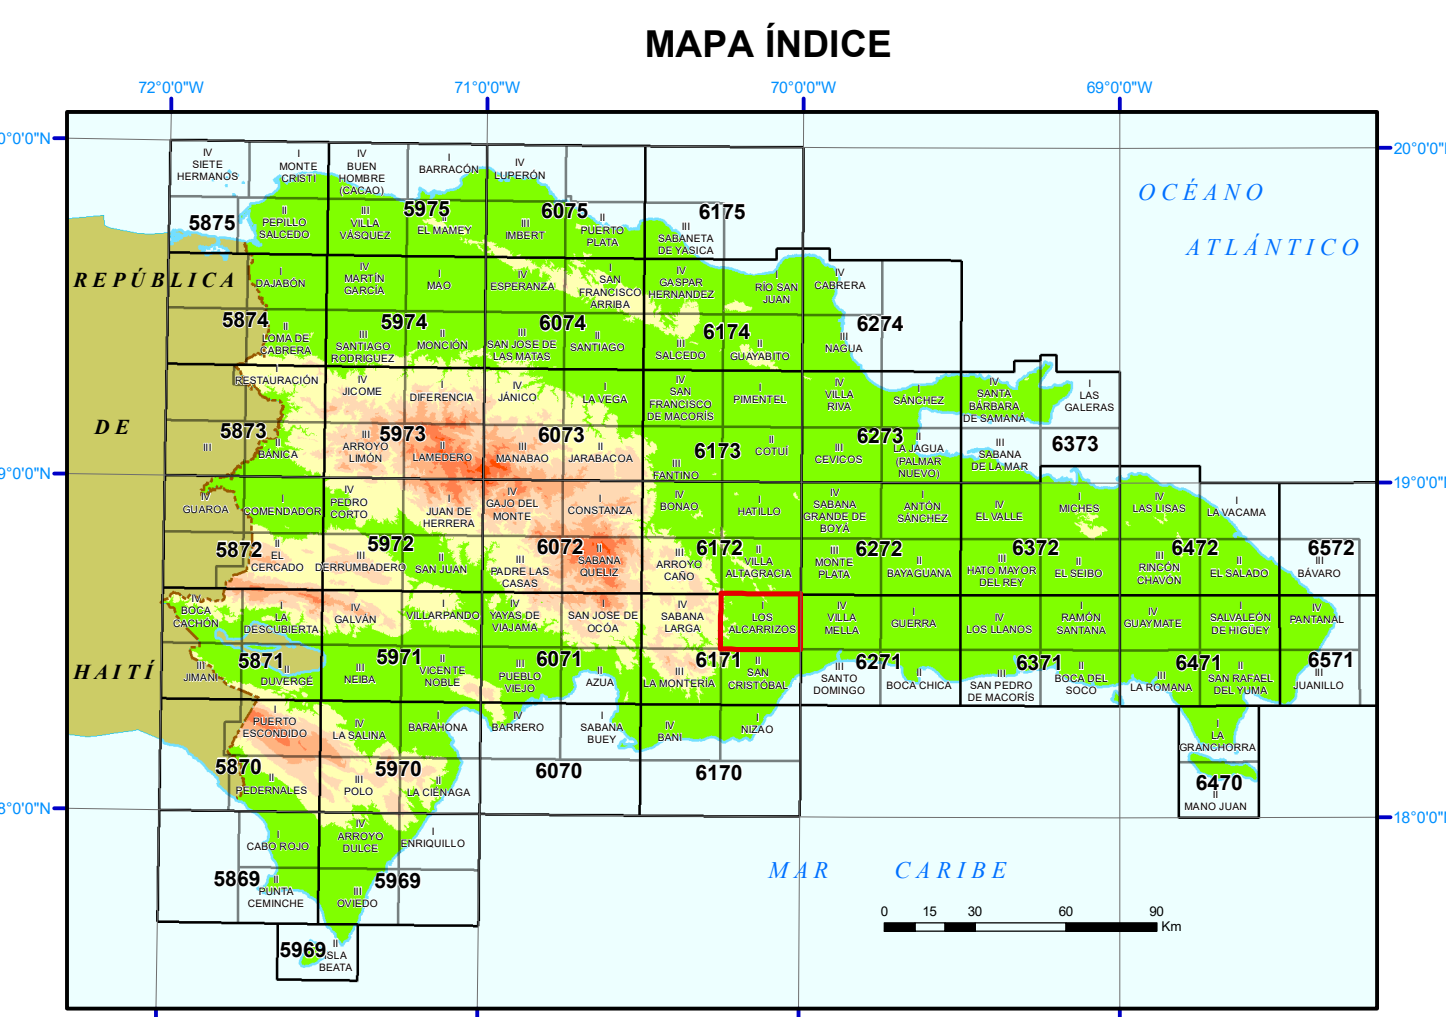 MAPA ÍNDICE
72°0'0"W
71°0'0"W
70°0'0"W
69°0'0"W
0°0'0"N
20°0'0"N
OCÉANO
ATLÁNTICO
IV
SIETE
HERMANOS
I
MONTE
CRISTI
IV
BUEN
HOMBRE
(CACAO)
I
BARRACÓN
IV
LUPERÓN
5875
5975
6075
6175
II
PEPILLO
SALCEDO
III
VILLA
VÁSQUEZ
II
EL MAMEY
III
IMBERT
II
PUERTO
PLATA
III
SABANETA
DE YASICA
REPÚBLICA
I
DAJABÓN
IV
MARTÍN
GARCÍA
I
MAO
IV
ESPERANZA
I
SAN
FRANCISCO
ARRIBA
IV
GASPAR
HERNANDEZ
I
RÍO SAN
JUAN
IV
CABRERA
5874
5974
6074
6174
6274
II
LOMA DE
CABRERA
III
SANTIAGO
RODRIGUEZ
II
MONCIÓN
III
SAN JOSE DE
LAS MATAS
II
SANTIAGO
III
SALCEDO
II
GUAYABITO
III
NAGUA
I
RESTAURACIÓN
IV
JICOME
I
DIFERENCIA
IV
JÁNICO
I
LA VEGA
IV
SAN
FRANCISCO
DE MACORÍS
I
PIMENTEL
IV
VILLA
RIVA
I
SÁNCHEZ
IV
SANTA
BÁRBARA
DE SAMANÁ
I
LAS
GALERAS
DE
5873
5973
6073
6173
6273
6373
III
II
BÁNICA
III
ARROYO
LIMÓN
II
LAMEDERO
III
MANABAO
II
JARABACOA
III
FANTINO
II
COTUÍ
III
CEVICOS
II
LA JAGUA
(PALMAR
NUEVO)
III
SABANA
DE LA MAR
9°0'0"N
19°0'0"N
IV
GUAROA
I
COMENDADOR
IV
PEDRO
CORTO
I
JUAN DE
HERRERA
IV
GAJO DEL
MONTE
I
CONSTANZA
IV
BONAO
I
HATILLO
IV
SABANA
GRANDE DE
BOYÁ
I
ANTÓN
SÁNCHEZ
IV
EL VALLE
I
MICHES
IV
LAS LISAS
I
LA VACAMA
5872
5972
6072
6172
6272
6372
6472
6572
II
EL
CERCADO
III
DERRUMBADERO
II
SAN JUAN
III
PADRE LAS
CASAS
II
SABANA
QUELIZ
III
ARROYO
CAÑO
II
VILLA
ALTAGRACIA
III
MONTE
PLATA
II
BAYAGUANA
III
HATO MAYOR
DEL REY
II
EL SEIBO
III
RINCÓN
CHAVÓN
II
EL SALADO
III
BÁVARO
IV
BOCA
CACHÓN
I
LA
DESCUBIERTA
IV
GALVÁN
I
VILLARPANDO
IV
YAYAS DE
VIAJAMA
I
SAN JOSE DE
OCÓA
IV
SABANA
LARGA
I
LOS
ALCARRIZOS
IV
VILLA
MELLA
I
GUERRA
IV
LOS LLANOS
I
RAMÓN
SANTANA
IV
GUAYMATE
I
SALVALEÓN
DE HIGÜEY
IV
PANTANAL
HAITÍ
5871
5971
6071
6171
6271
6371
6471
6571
III
JIMANÍ
II
DUVERGÉ
III
NEIBA
II
VICENTE
NOBLE
III
PUEBLO
VIEJO
II
AZUA
III
LA MONTERÍA
II
SAN
CRISTÓBAL
III
SANTO
DOMINGO
II
BOCA CHICA
III
SAN PEDRO
DE MACORÍS
II
BOCA DEL
SOCO
III
LA ROMANA
II
SAN RAFAEL
DEL YUMA
III
JUANILLO
I
PUERTO
ESCONDIDO
IV
LA SALINA
I
BARAHONA
IV
BARRERO
I
SABANA
BUEY
IV
BANI
I
NIZAO
I
LA
GRANCHORRA
5870
5970
6070
6170
6470
II
PEDERNALES
III
POLO
II
LA CIÉNAGA
II
MANO JUAN
8°0'0"N
18°0'0"N
I
CABO ROJO
IV
ARROYO
DULCE
I
ENRIQUILLO
MAR CARIBE
5869
5969
II
PUNTA
CEMINCHE
III
OVIEDO
0 15 30 60 90
Km
5969
II
ISLA
BEATA